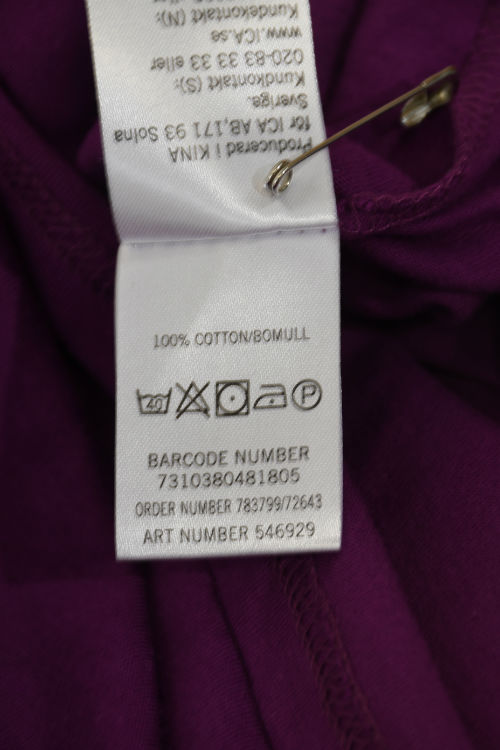 Producerad i KINA
för ICA AB,171 93 Solna
Sverige.
Kundkontakt (S):
020-83 33 33 eller
www.ICA.se
Kundekontakt (N):
100% COTTON/BOMULL
40
P
BARCODE NUMBER
7310380481805
ORDER NUMBER 783799/72643
ART NUMBER 546929